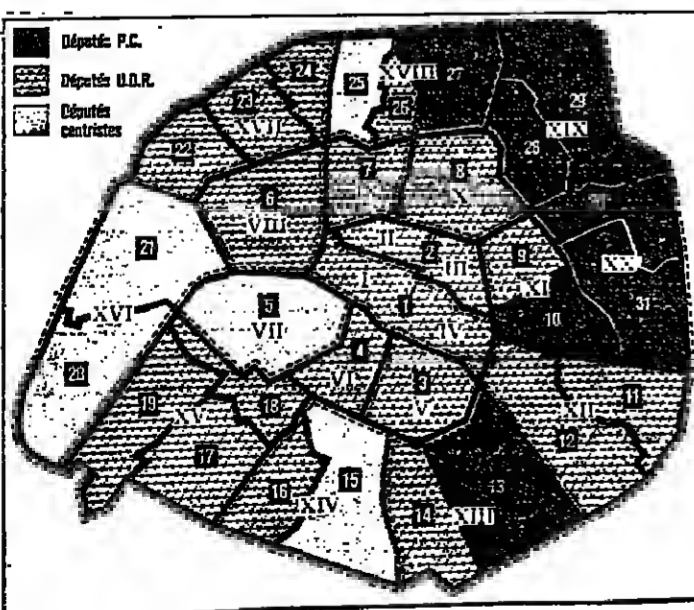 Députés P.C.
Députés U.D.R.
Députés
centristes
24
25
XVIII
27
23
26
29
XVII
XIX
22
28
7
8
IX
X
6
VIII
II
2
III
9
21
I
XI
XX
5
1
10
31
XVI
VII
4
IV
20
VI
3
V
11
19
18
XII
XV
12
17
15
13
16
XIV
14
XIII